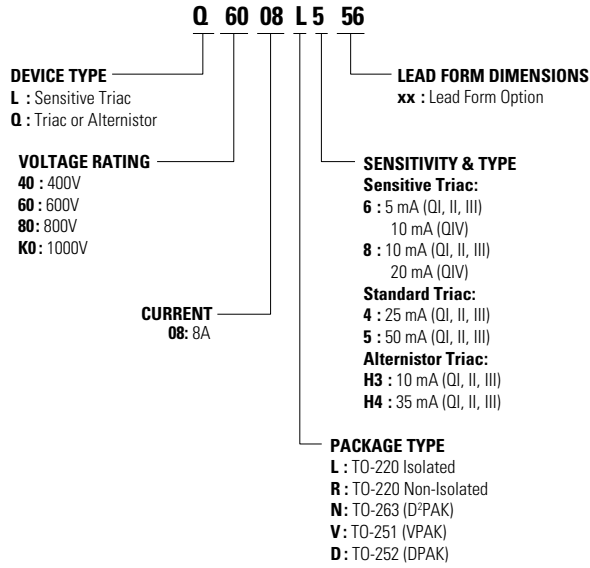 Q 60 08 L 5 56
DEVICE TYPE
L : Sensitive Triac
Q : Triac or Alternistor
VOLTAGE RATING
40 : 400V
60 : 600V
80: 800V
K0: 1000V
CURRENT
08: 8A
LEAD FORM DIMENSIONS
xx : Lead Form Option
SENSITIVITY & TYPE
Sensitive Triac:
6 : 5 mA (QI, II, III)
10 mA (QIV)
8 : 10 mA (QI, II, III)
20 mA (QIV)
Standard Triac:
4 : 25 mA (QI, II, III)
5 : 50 mA (QI, II, III)
Alternistor Triac:
H3 : 10 mA (QI, II, III)
H4 : 35 mA (QI, II, III)
PACKAGE TYPE
L : TO-220 Isolated
R : TO-220 Non-Isolated
N: TO-263 (D²PAK)
V: TO-251 (VPAK)
D : TO-252 (DPAK)